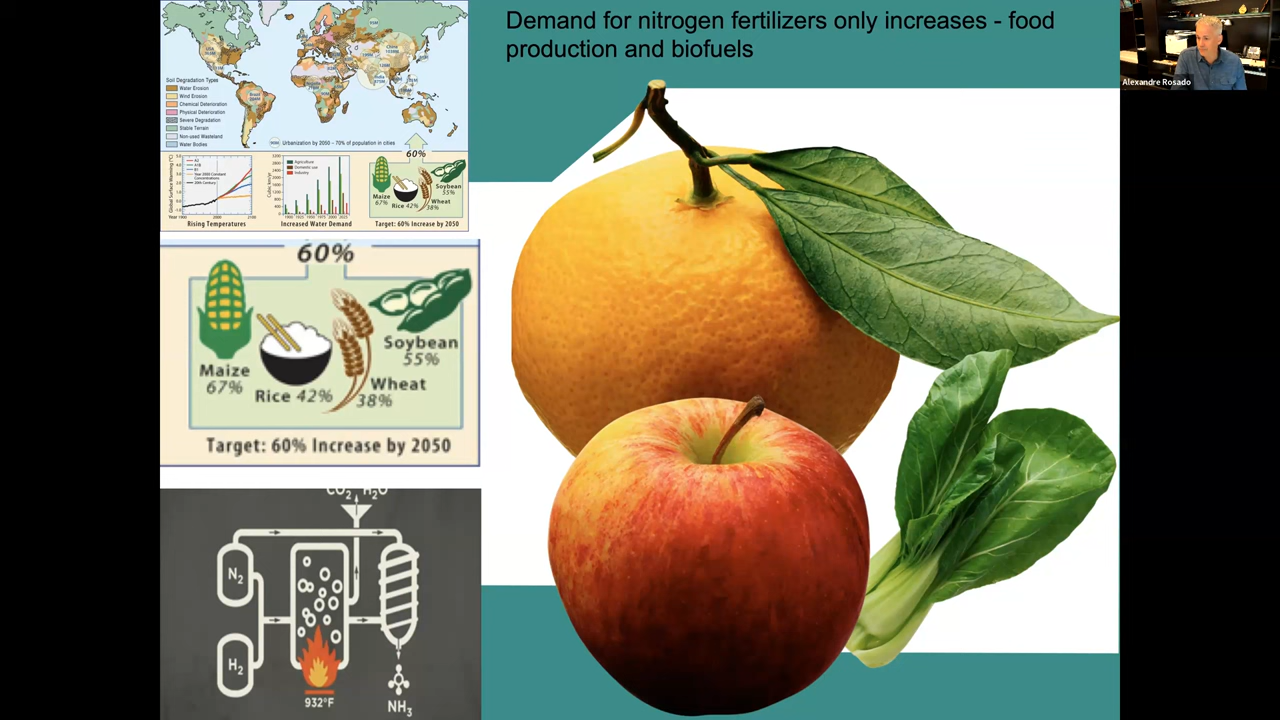 Demand for nitrogen fertilizers only increases - food
production and biofuels
Alexandre Rosado
Soil Degradation Types
Water Erosion
Wind Erosion
Chemical Deterioration
Physical Deterioration
Severe Degradation
Stable Terrain
Non-used Wasteland
Water Bodies
Urbanization by 2050 - 70% of population in cities
60%
Agriculture
Domestic use
Industry
Maize
67%
Rice 42%
Wheat
38%
Soybean
55%
Rising Temperatures
Increased Water Demand
Target: 60% Increase by 2050
60%
Maize
67%
Rice 42%
Wheat
38%
Soybean
55%
Target: 60% Increase by 2050
CO2 H2O
N2
H2
932°F
NH3